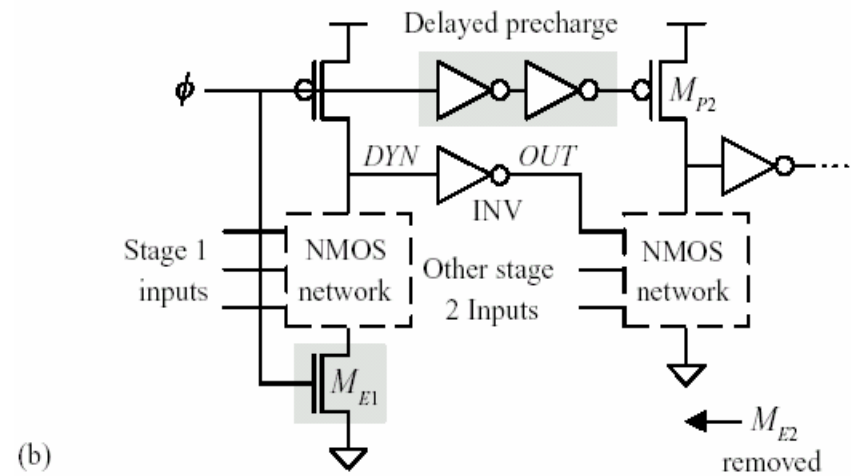 Delayed precharge
ϕ
M_P2
DYN
OUT
INV
Stage 1
inputs
NMOS
network
Other stage
2 Inputs
NMOS
network
M_E1
M_E2
removed
(b)